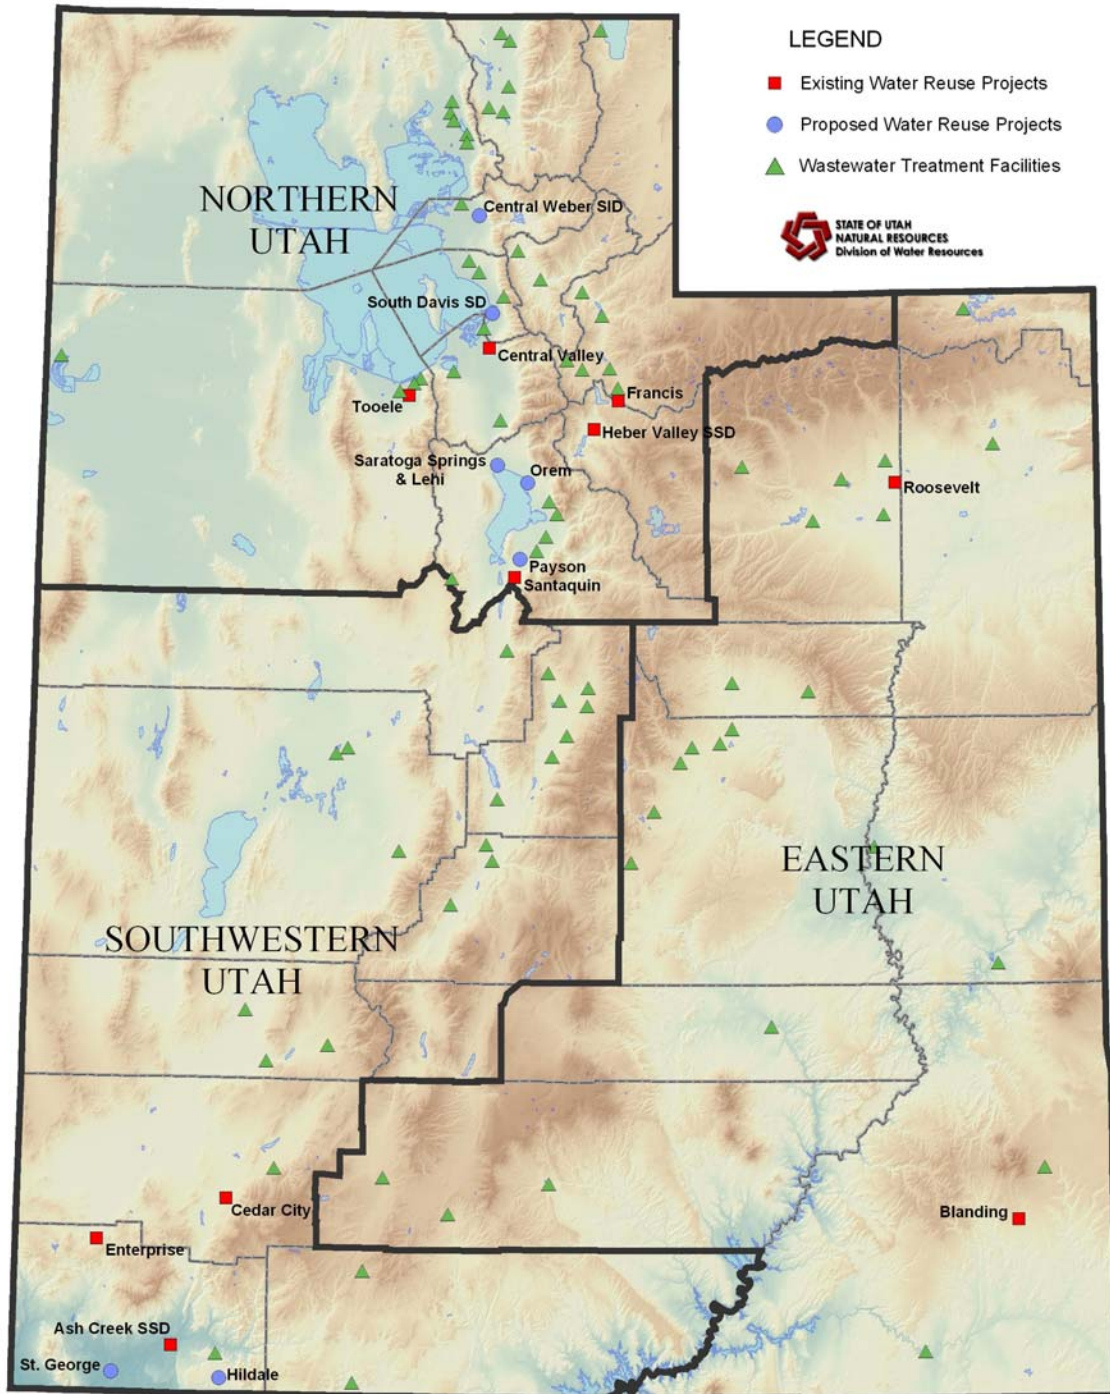 LEGEND
Existing Water Reuse Projects
Proposed Water Reuse Projects
Wastewater Treatment Facilities
STATE OF UTAH
NATURAL RESOURCES
Division of Water Resources
NORTHERN
UTAH
Central Weber SID
South Davis SD
Central Valley
Tooele
Francis
Heber Valley SSD
Saratoga Springs
& Lehi
Orem
Roosevelt
Payson
Santaquin
EASTERN
UTAH
SOUTHWESTERN
UTAH
Cedar City
Blanding
Enterprise
Ash Creek SSD
St. George
Hildale